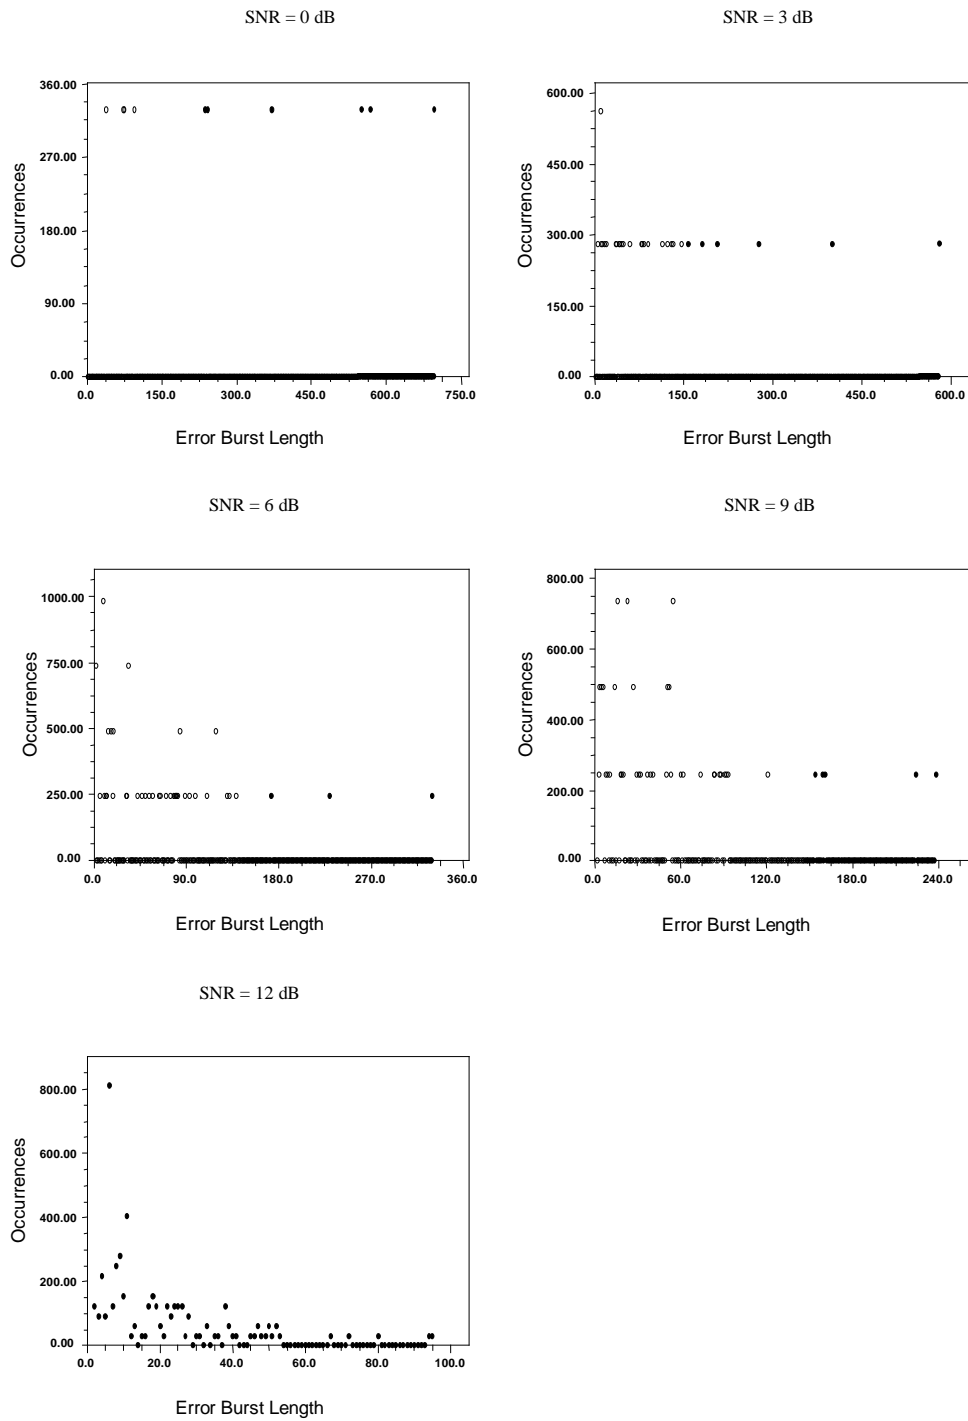 SNR = 0 dB
360.00
270.00
180.00
90.00
0.00
0.0 150.0 300.0 450.0 600.0 750.0
Occurrences
Error Burst Length
SNR = 3 dB
600.00
450.00
300.00
150.00
0.00
0.0 150.0 300.0 450.0 600.0
Occurrences
Error Burst Length
SNR = 6 dB
1000.00
750.00
500.00
250.00
0.00
0.0 90.0 180.0 270.0 360.0
Occurrences
Error Burst Length
SNR = 9 dB
800.00
600.00
400.00
200.00
0.00
0.0 60.0 120.0 180.0 240.0
Occurrences
Error Burst Length
SNR = 12 dB
800.00
600.00
400.00
200.00
0.00
0.0 20.0 40.0 60.0 80.0 100.0
Occurrences
Error Burst Length